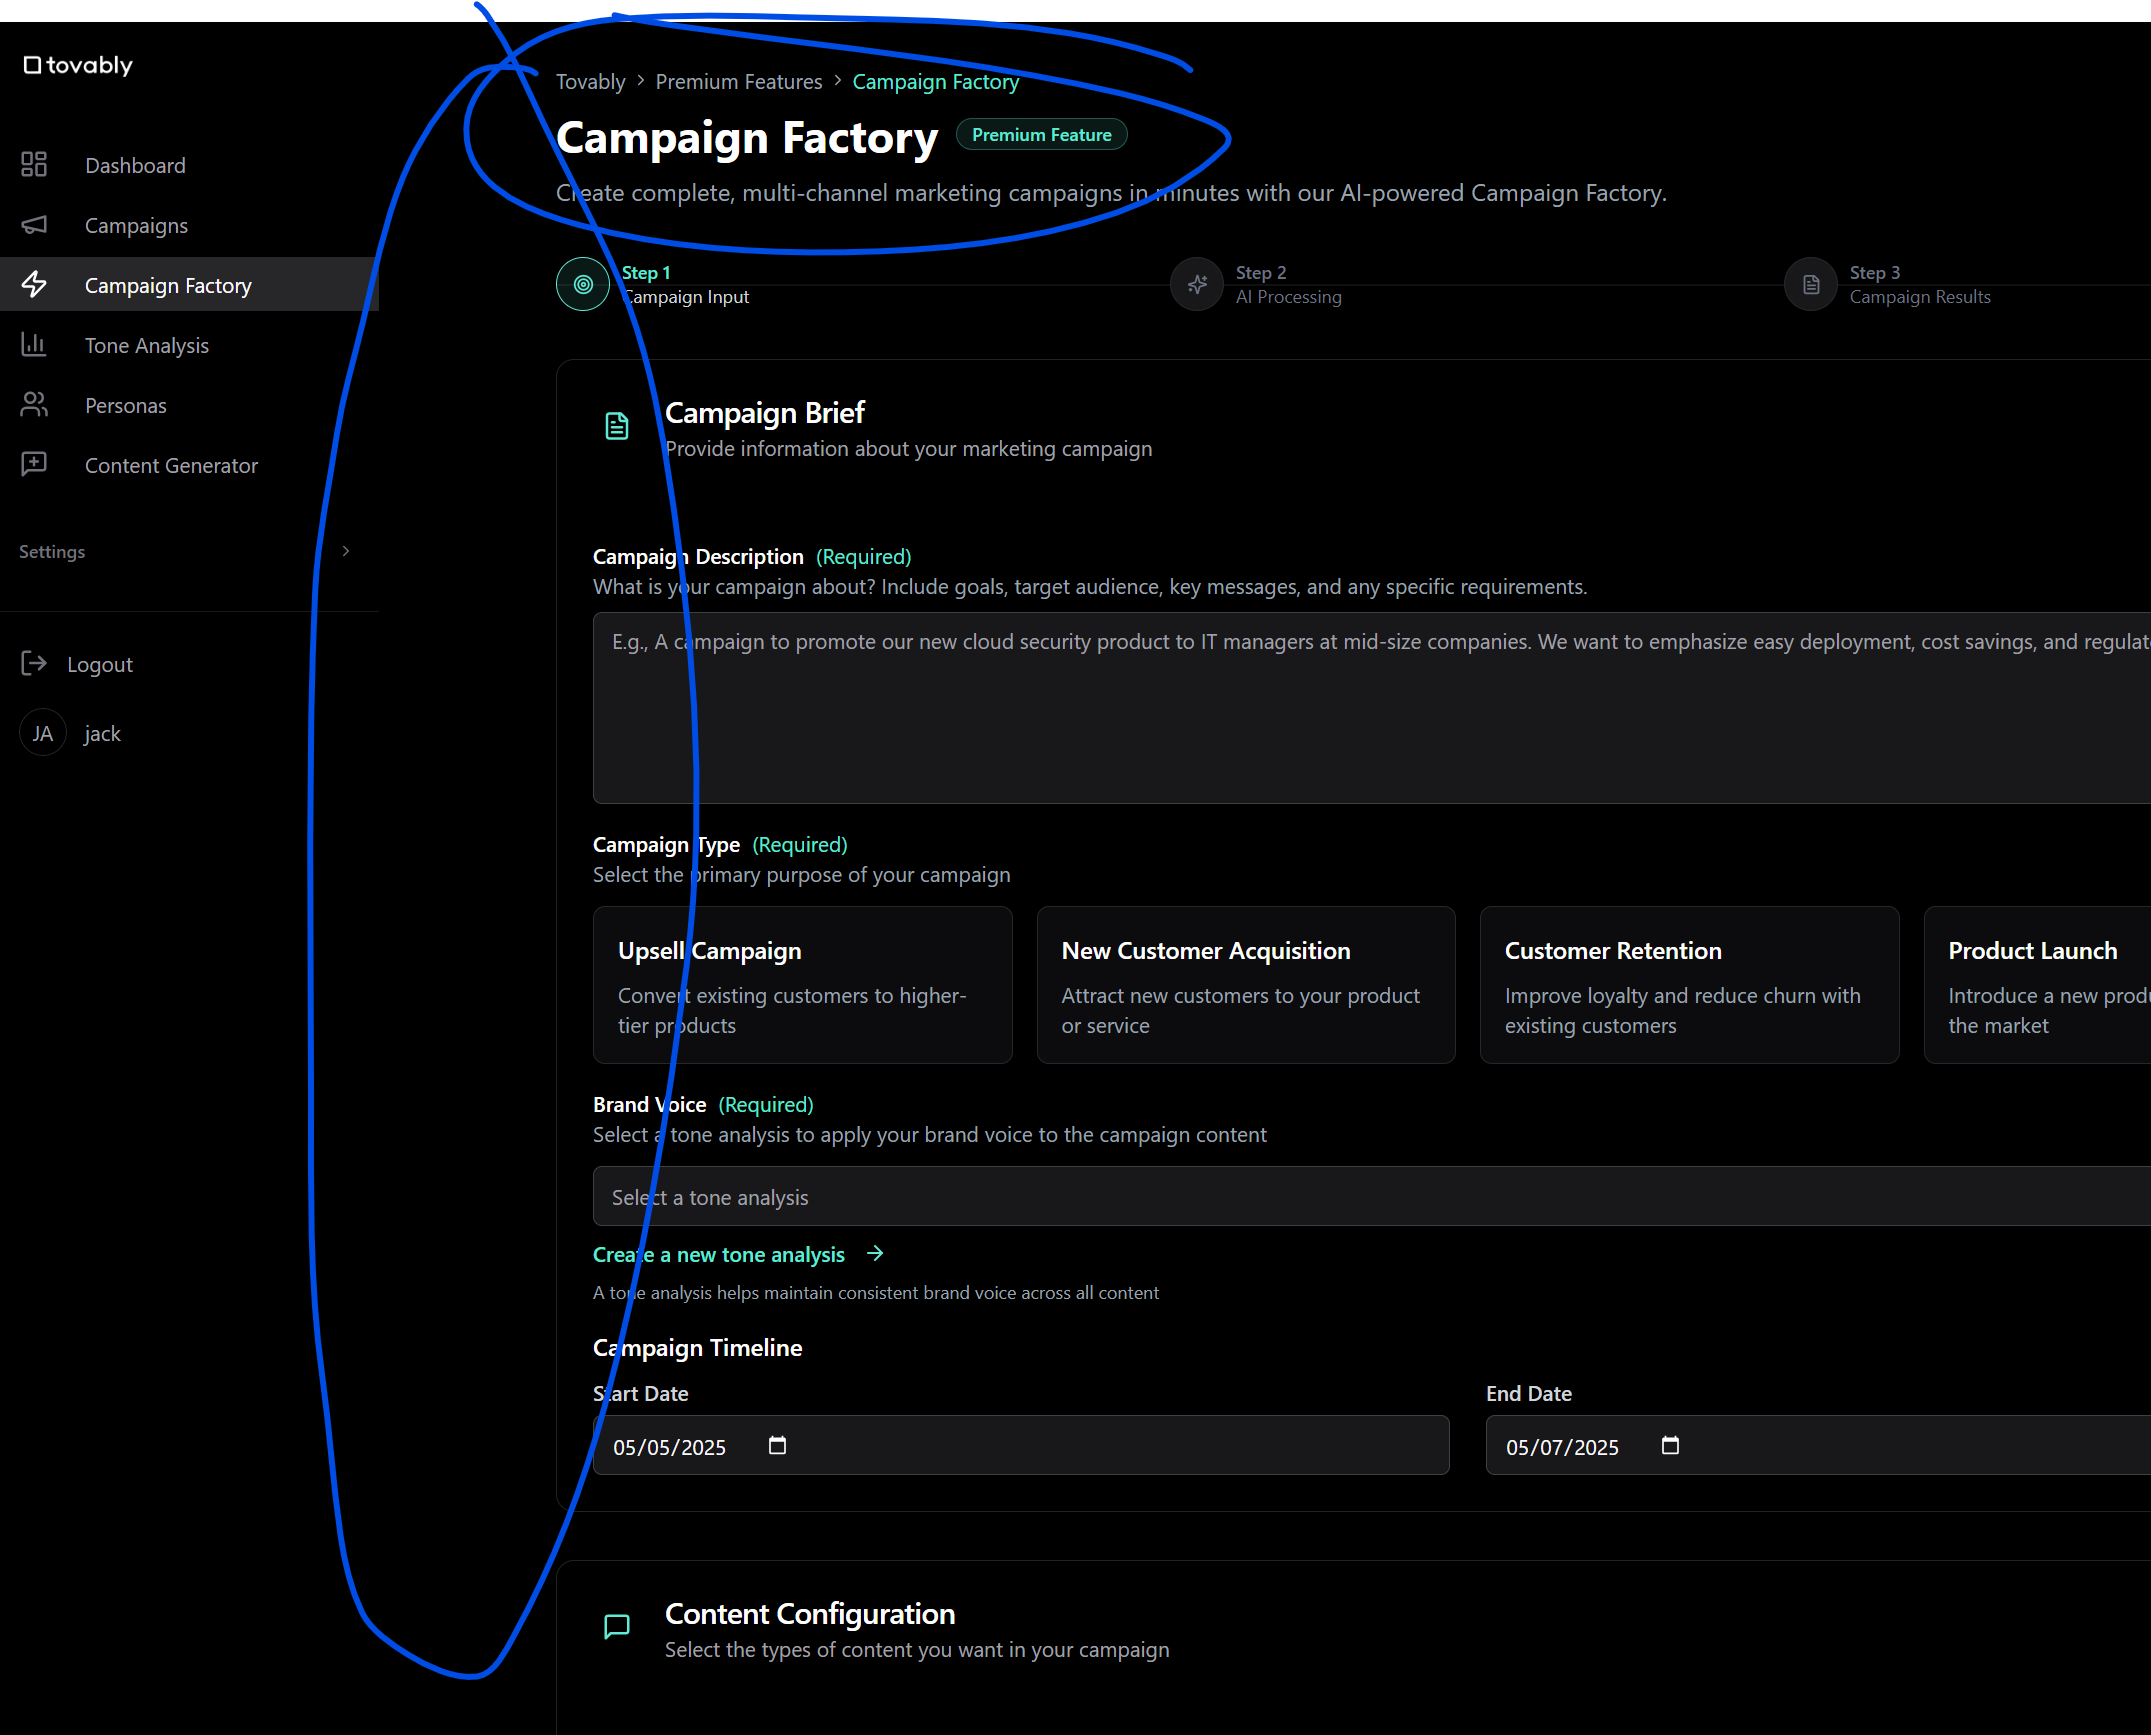 tovably
Dashboard
Campaigns
Campaign Factory
Tone Analysis
Personas
Content Generator
Settings
Logout
JA jack
Tovably > Premium Features > Campaign Factory
Campaign Factory Premium Feature
Create complete, multi-channel marketing campaigns in minutes with our AI-powered Campaign Factory.
Step 1
Campaign Input
Step 2
AI Processing
Step 3
Campaign Results
Campaign Brief
Provide information about your marketing campaign
Campaign Description (Required)
What is your campaign about? Include goals, target audience, key messages, and any specific requirements.
E.g., A campaign to promote our new cloud security product to IT managers at mid-size companies. We want to emphasize easy deployment, cost savings, and
Campaign Type (Required)
Select the primary purpose of your campaign
Upsell Campaign
Convert existing customers to higher-
tier products
New Customer Acquisition
Attract new customers to your product
or service
Customer Retention
Improve loyalty and reduce churn with
existing customers
Product Launch
Introduce a new
the market
Brand Voice (Required)
Select a tone analysis to apply your brand voice to the campaign content
Select a tone analysis
Create a new tone analysis →
A tone analysis helps maintain consistent brand voice across all content
Campaign Timeline
Start Date
05/05/2025
End Date
05/07/2025
Content Configuration
Select the types of content you want in your campaign